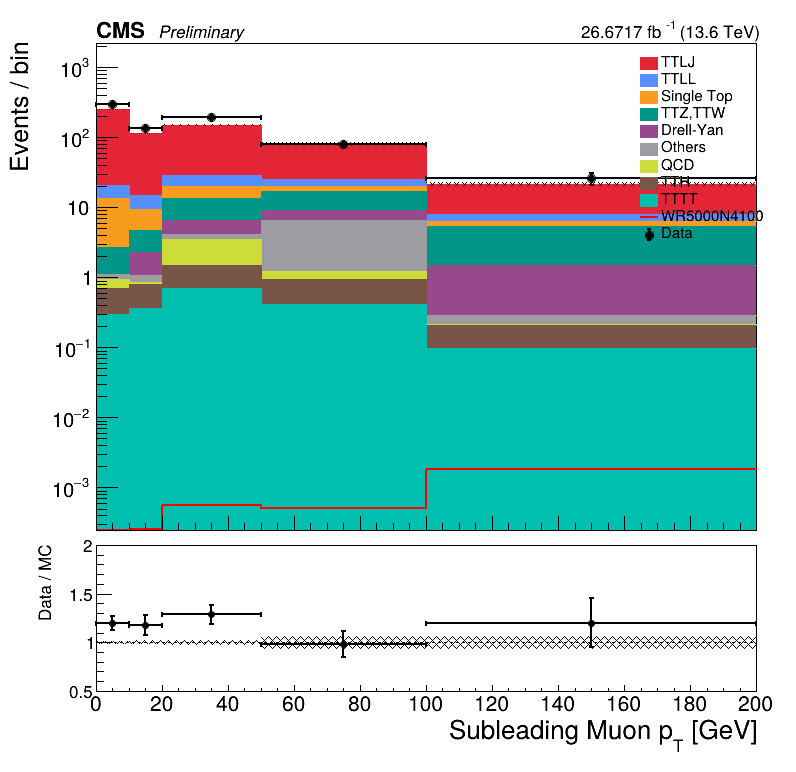 CMS Preliminary 26.6717 fb⁻¹ (13.6 TeV)
Events / bin
10³
10²
10
1
10⁻¹
10⁻²
10⁻³
TTLJ
TTLL
Single Top
TTZ,TTW
Drell-Yan
Others
QCD
TTH
TTTT
WR5000N4100
Data
Data / MC
2
1.5
1
0.5
0 20 40 60 80 100 120 140 160 180 200
Subleading Muon p_T [GeV]